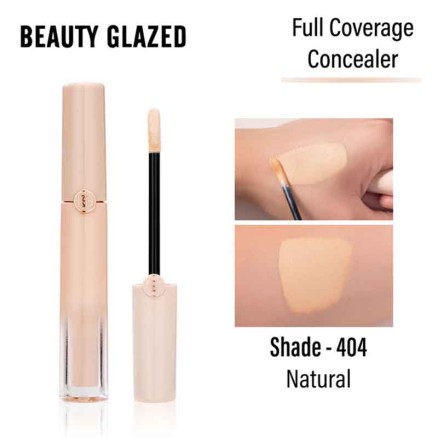 BEAUTY GLAZED
Full Coverage
Concealer
Shade - 404
Natural